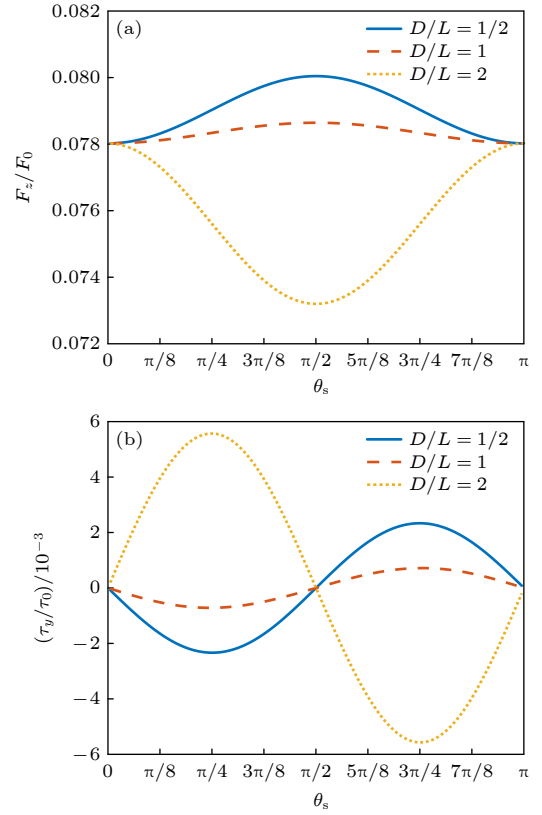 (a)
D/L = 1/2
D/L = 1
D/L = 2
0.082
0.080
0.078
0.076
0.074
0.072
F_z/F_0
0 π/8 π/4 3π/8 π/2 5π/8 3π/4 7π/8 π
θ_s
(b)
D/L = 1/2
D/L = 1
D/L = 2
6
4
2
0
−2
−4
−6
(τ_y/τ_0)/10^{−3}
0 π/8 π/4 3π/8 π/2 5π/8 3π/4 7π/8 π
θ_s